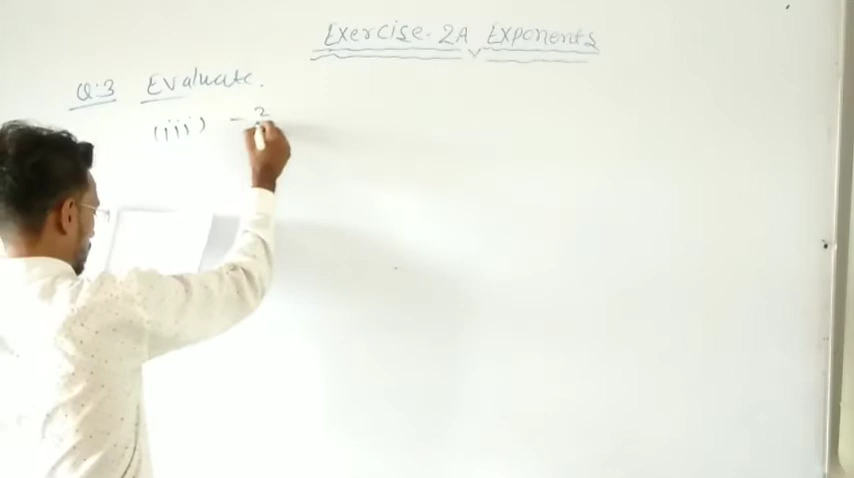 Exercise-2A Exponents
Q:3 Evaluate.
(iii) - 2